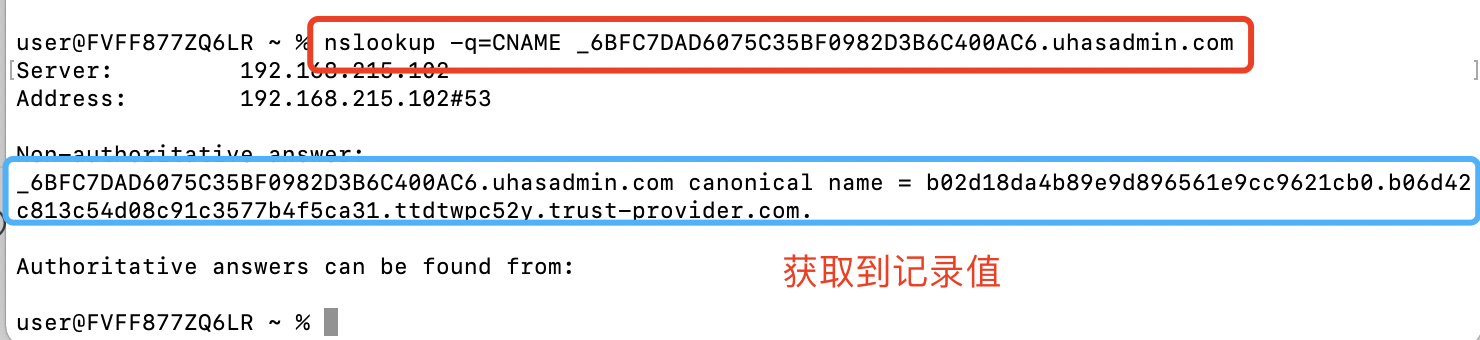 user@FVFF877ZQ6LR ~ % nslookup -q=CNAME _6BFC7DAD6075C35BF0982D3B6C400AC6.uhasadmin.com
[Server: 192.168.215.102 ]
Address: 192.168.215.102#53
Non-authoritative answer:
_6BFC7DAD6075C35BF0982D3B6C400AC6.uhasadmin.com canonical name = b02d18da4b89e9d896561e9cc9621cb0.b06d42
c813c54d08c91c3577b4f5ca31.ttdtwpc52y.trust-provider.com.
Authoritative answers can be found from:
获取到记录值
user@FVFF877ZQ6LR ~ %